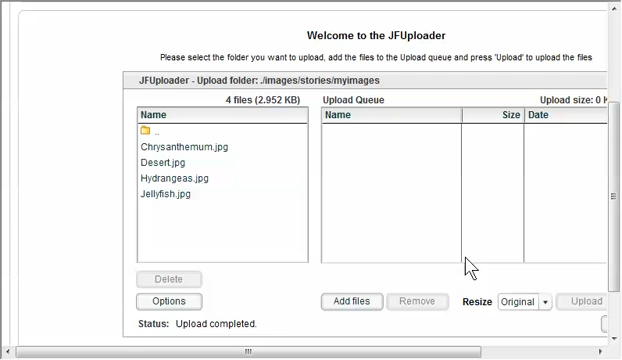 Welcome to the JFUploader
Please select the folder you want to upload, add the files to the Upload queue and press 'Upload' to upload the files
JFUploader - Upload folder: ./images/stories/myimages
4 files (2.952 KB)
Upload Queue
Upload size: 0 K
Name
Name
Size
Date
..
Chrysanthemum.jpg
Desert.jpg
Hydrangeas.jpg
Jellyfish.jpg
Delete
Options
Add files
Remove
Resize
Original
Upload
Status: Upload completed.